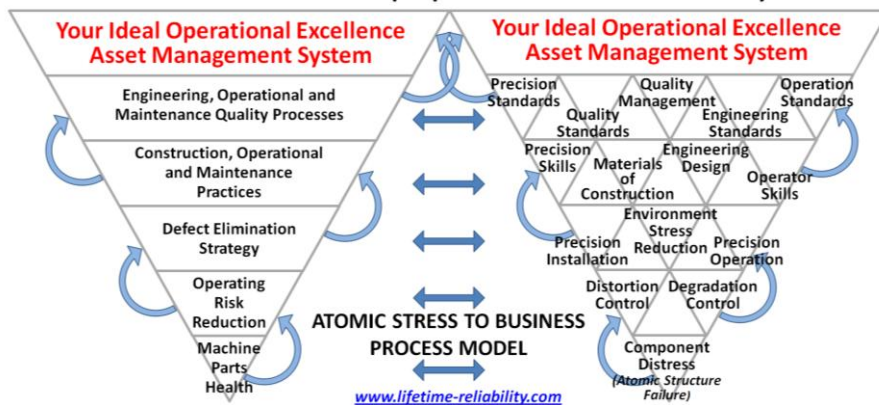 Your Ideal Operational Excellence
Asset Management System
Engineering, Operational and
Maintenance Quality Processes
Construction, Operational
and Maintenance
Practices
Defect Elimination
Strategy
Operating
Risk
Reduction
Machine
Parts
Health
ATOMIC STRESS TO BUSINESS
PROCESS MODEL
www.lifetime-reliability.com
Your Ideal Operational Excellence
Asset Management System
Precision
Standards
Quality
Standards
Quality
Management
Engineering
Standards
Operation
Standards
Precision
Skills
Materials
of
Construction
Engineering
Design
Operator
Skills
Precision
Installation
Environment
Stress
Reduction
Precision
Operation
Distortion
Control
Degradation
Control
Component
Distress
(Atomic Structure
Failure)